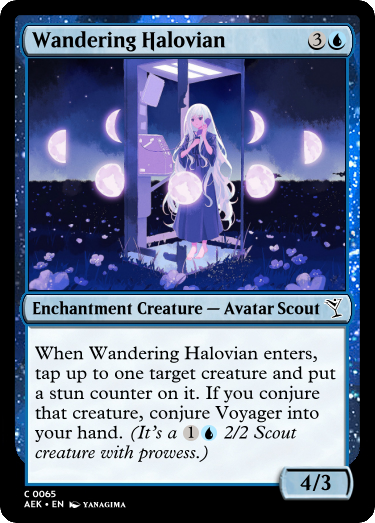 Wandering Halovian 3
Enchantment Creature — Avatar Scout
When Wandering Halovian enters,
tap up to one target creature and put
a stun counter on it. If you conjure
that creature, conjure Voyager into
your hand. (It's a 1 2/2 Scout
creature with prowess.)
4/3
C 0065
AEK • EN YANAGIMA